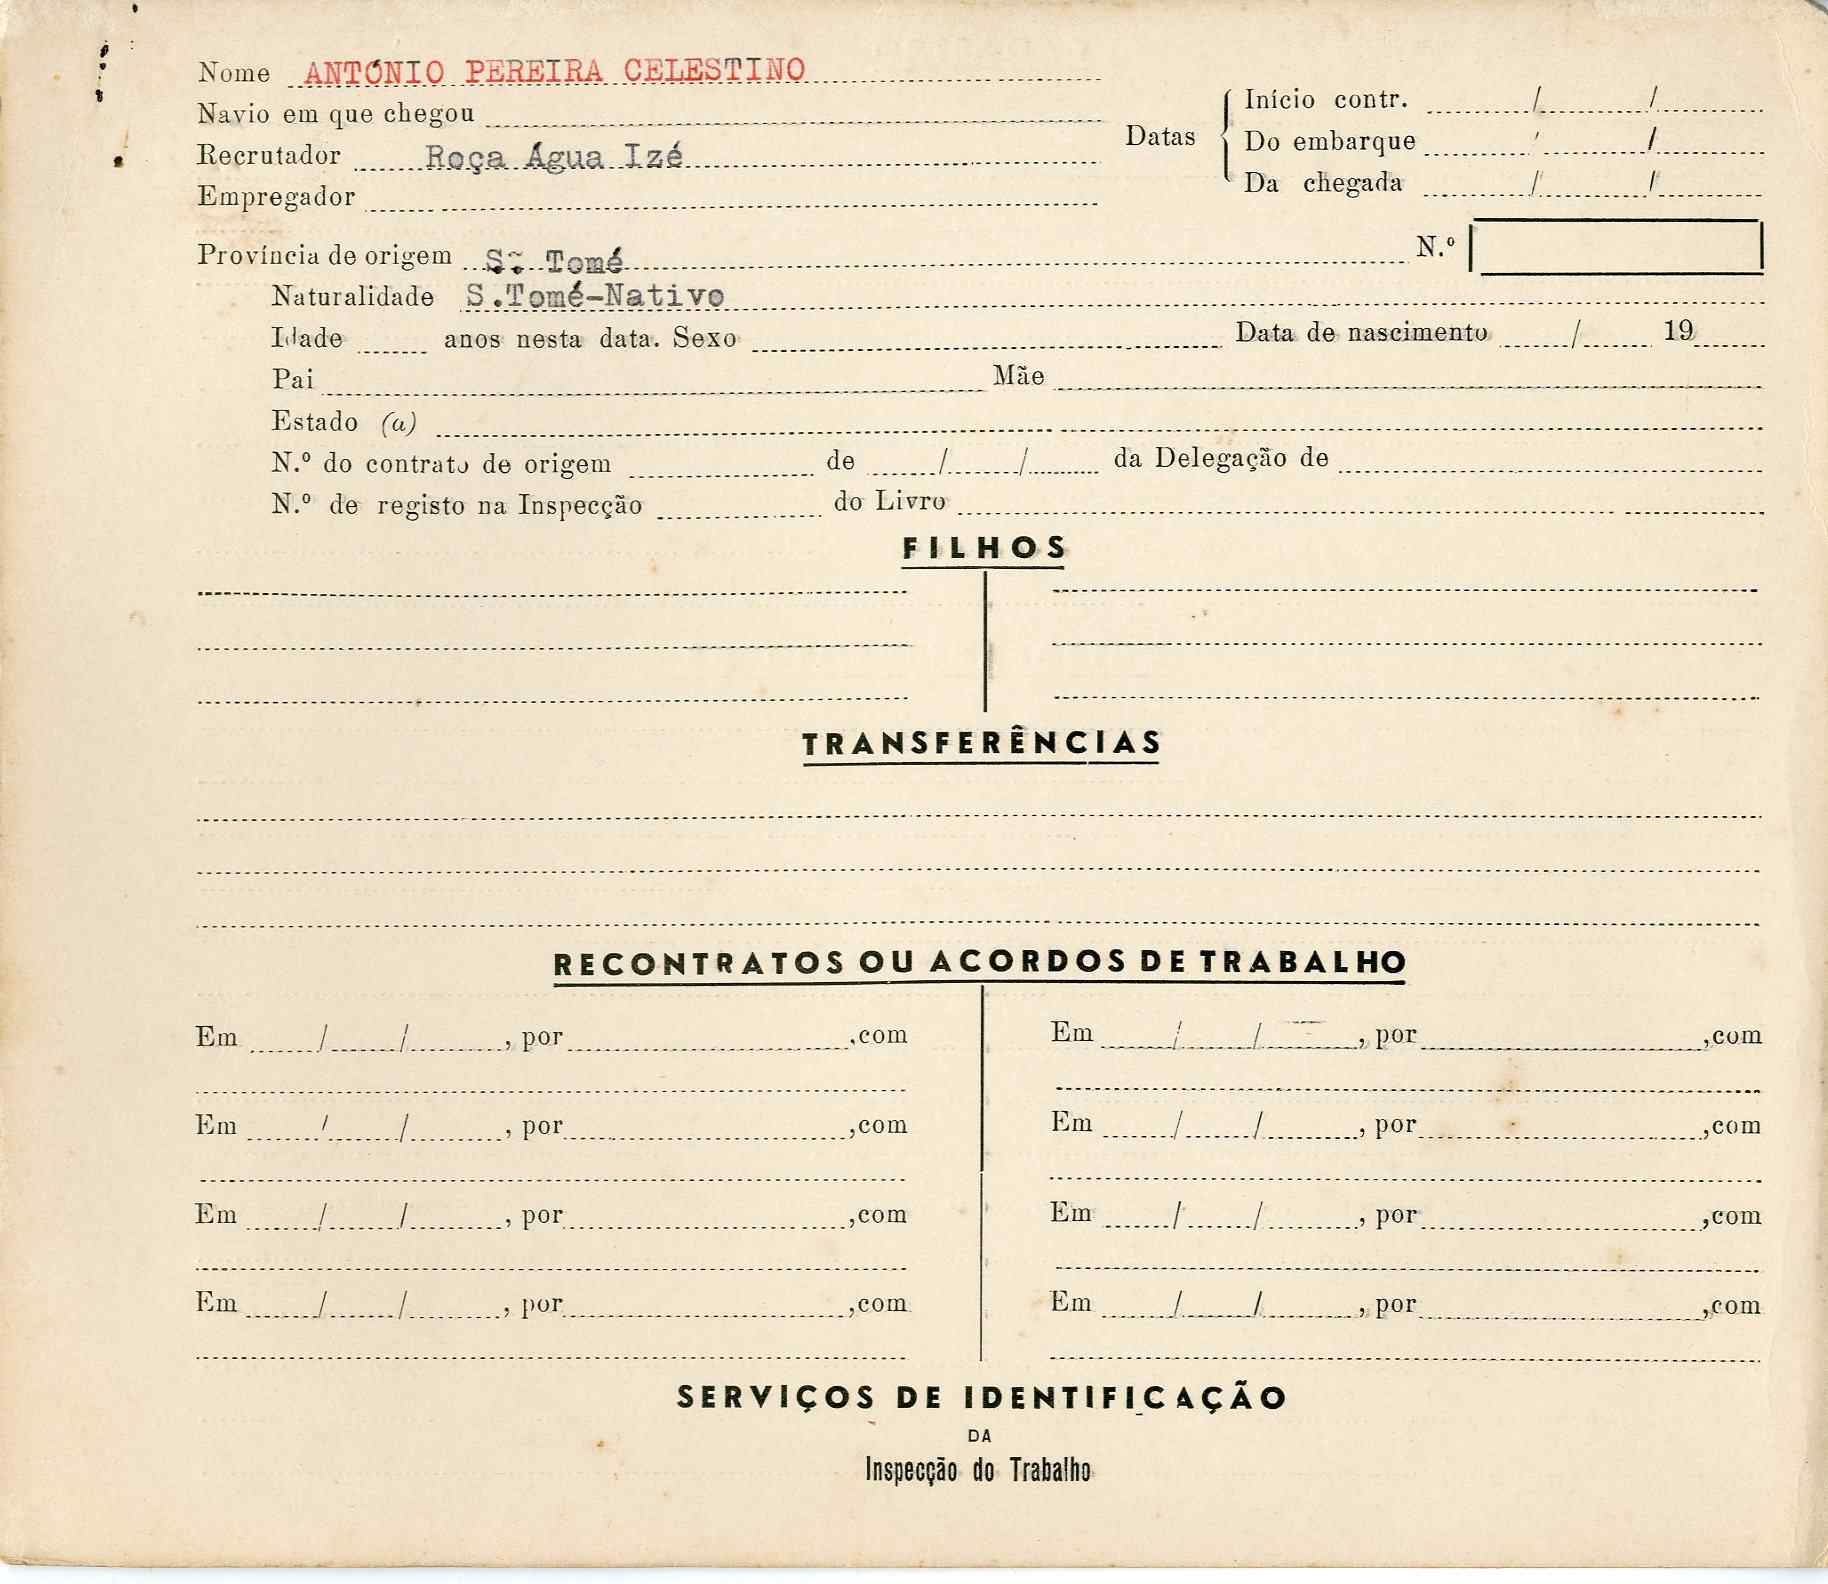 Nome ANTÓNIO PEREIRA CELESTINO
Navio em que chegou
Recrutador Roça Água Izé
Empregador
Datas
Início contr. / /
Do embarque / /
Da chegada / /
Província de origem S. Tomé
N.º
Naturalidade S.Tomé-Nativo
Idade anos nesta data. Sexo Data de nascimento / 19
Pai Mãe
Estado (a)
N.º do contrato de origem de / / da Delegação de
N.º de registo na Inspecção do Livro
FILHOS
TRANSFERÊNCIAS
RECONTRATOS OU ACORDOS DE TRABALHO
Em / / , por ,com
Em / / , por ,com
Em / / , por ,com
Em / / , por ,com
Em / / , por ,com
Em / / , por ,com
Em / / , por ,com
Em / / , por ,com
SERVIÇOS DE IDENTIFICAÇÃO
DA
Inspecção do Trabalho